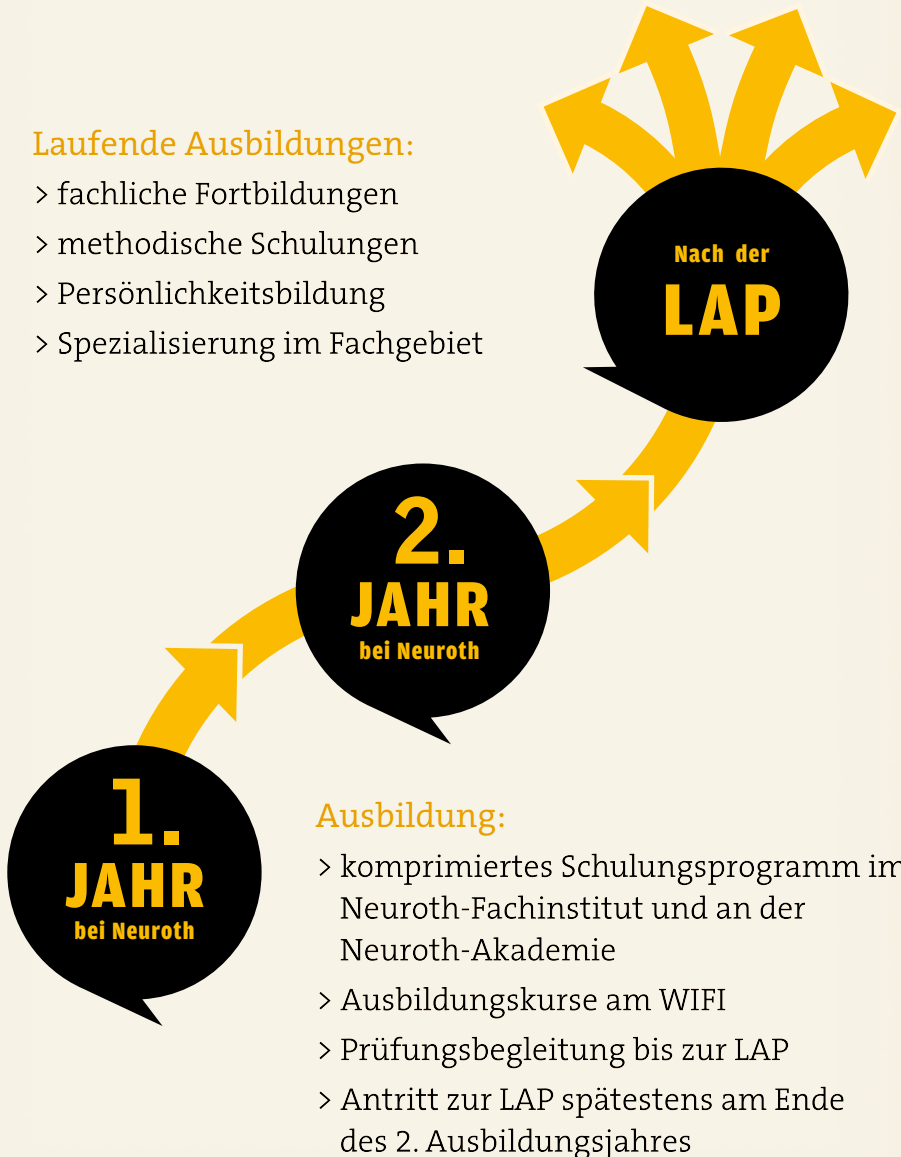 Laufende Ausbildungen:
> fachliche Fortbildungen
> methodische Schulungen
> Persönlichkeitsbildung
> Spezialisierung im Fachgebiet
Nach der
LAP
2.
JAHR
bei Neuroth
1.
JAHR
bei Neuroth
Ausbildung:
> komprimiertes Schulungsprogramm im
Neuroth-Fachinstitut und an der
Neuroth-Akademie
> Ausbildungskurse am WIFI
> Prüfungsbegleitung bis zur LAP
> Antritt zur LAP spätestens am Ende
des 2. Ausbildungsjahres